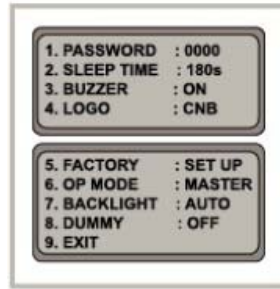 1. PASSWORD : 0000
2. SLEEP TIME : 180s
3. BUZZER : ON
4. LOGO : CNB
5. FACTORY : SET UP
6. OP MODE : MASTER
7. BACKLIGHT : AUTO
8. DUMMY : OFF
9. EXIT